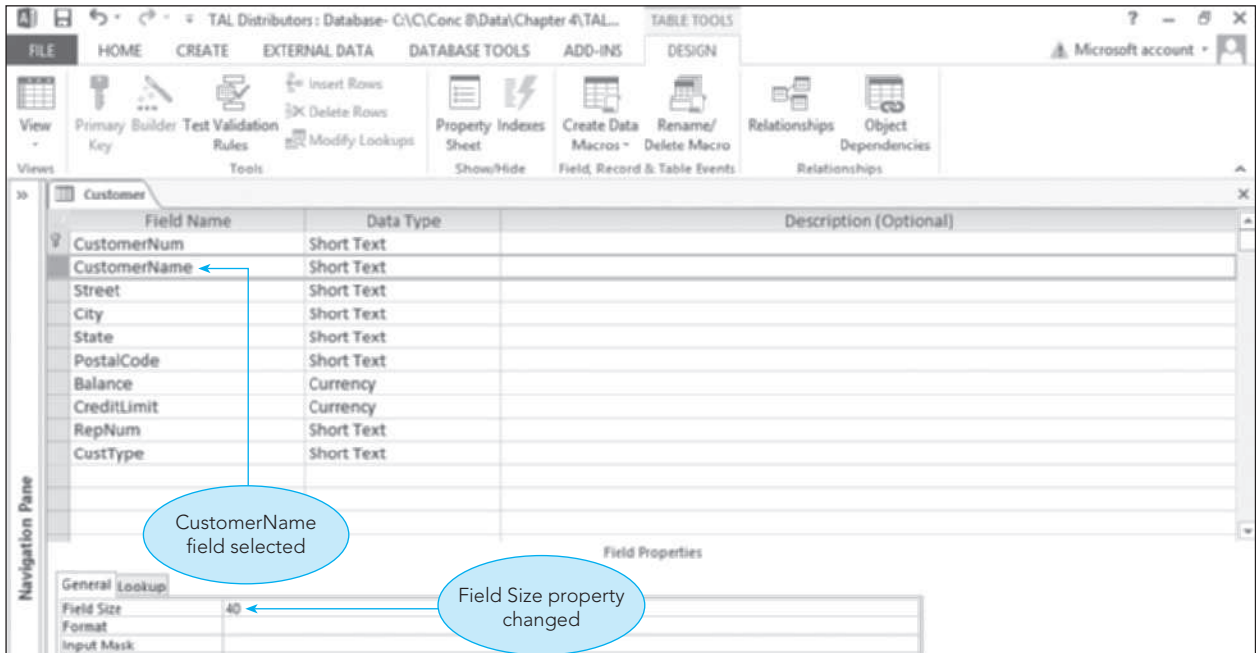 TAL Distributors : Database- C:\C\Conc 8\Data\Chapter 4\TAL... TABLE TOOLS ?
FILE HOME CREATE EXTERNAL DATA DATABASE TOOLS ADD-INS DESIGN Microsoft account
View Primary Key Builder Test Validation Rules
Insert Rows
Delete Rows
Modify Lookups
Property Sheet Indexes Create Data Macros Rename/ Delete Macro Relationships Object Dependencies
Views Tools Show/Hide Field, Record & Table Events Relationships
Customer
Field Name Data Type Description (Optional)
CustomerNum Short Text
CustomerName Short Text
Street Short Text
City Short Text
State Short Text
PostalCode Short Text
Balance Currency
CreditLimit Currency
RepNum Short Text
CustType Short Text
Navigation Pane
CustomerName
field selected
Field Properties
General Lookup
Field Size 40
Format
Input Mask
Field Size property
changed